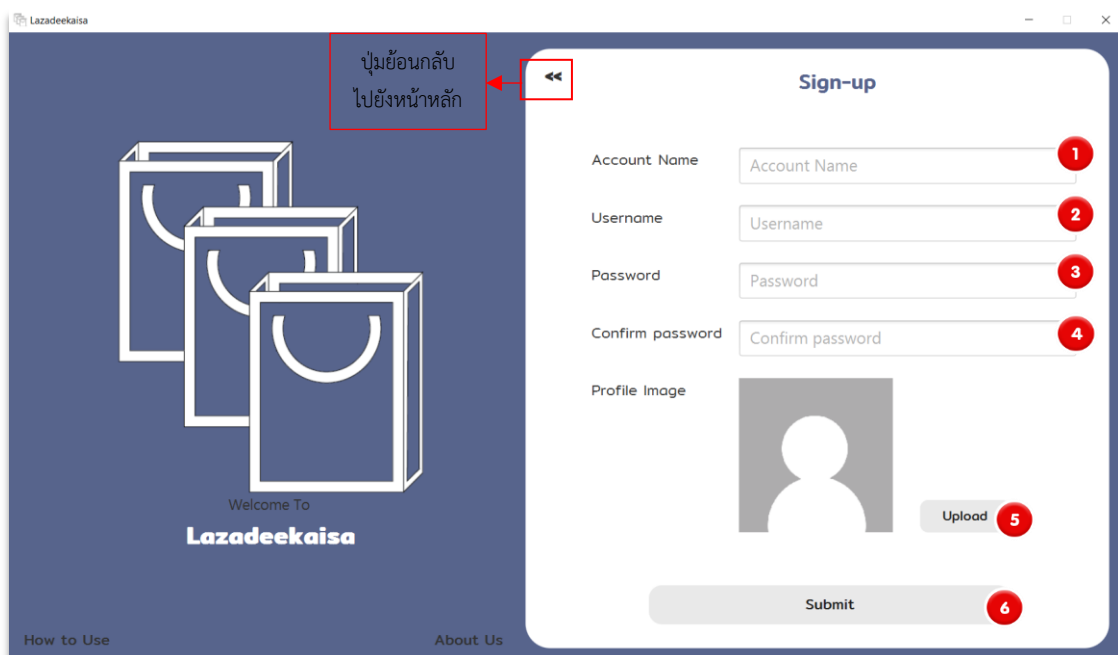 Lazadeekaisa
ปุ่มย้อนกลับ
ไปยังหน้าหลัก
<<
Sign-up
Account Name
Account Name
1
Username
Username
2
Password
Password
3
Confirm password
Confirm password
4
Profile Image
Upload
5
Submit
6
Welcome To
Lazadeekaisa
How to Use
About Us